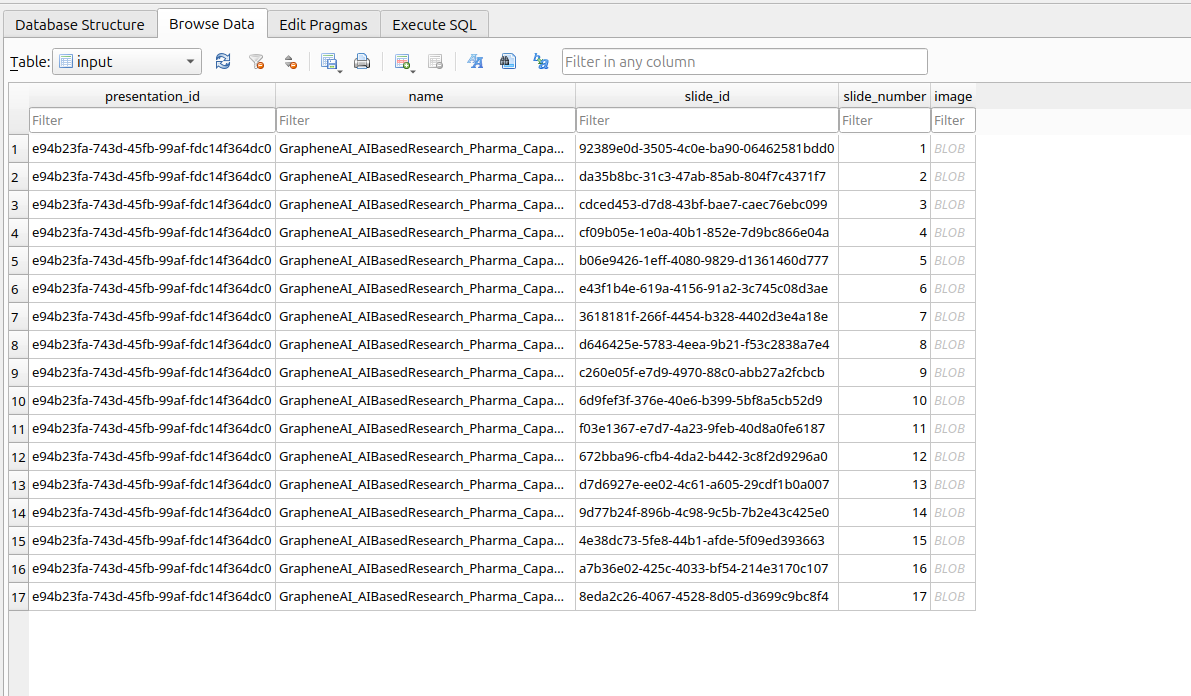 Database Structure Browse Data Edit Pragmas Execute SQL
Table: input Filter in any column
presentation_id name slide_id slide_number image
Filter Filter Filter Filter Filter
1 e94b23fa-743d-45fb-99af-fdc14f364dc0 GrapheneAI_AIBasedResearch_Pharma_Capa... 92389e0d-3505-4c0e-ba90-06462581bdd0 1 BLOB
2 e94b23fa-743d-45fb-99af-fdc14f364dc0 GrapheneAI_AIBasedResearch_Pharma_Capa... da35b8bc-31c3-47ab-85ab-804f7c4371f7 2 BLOB
3 e94b23fa-743d-45fb-99af-fdc14f364dc0 GrapheneAI_AIBasedResearch_Pharma_Capa... cdced453-d7d8-43bf-bae7-caec76ebc099 3 BLOB
4 e94b23fa-743d-45fb-99af-fdc14f364dc0 GrapheneAI_AIBasedResearch_Pharma_Capa... cf09b05e-1e0a-40b1-852e-7d9bc866e04a 4 BLOB
5 e94b23fa-743d-45fb-99af-fdc14f364dc0 GrapheneAI_AIBasedResearch_Pharma_Capa... b06e9426-1eff-4080-9829-d1361460d777 5 BLOB
6 e94b23fa-743d-45fb-99af-fdc14f364dc0 GrapheneAI_AIBasedResearch_Pharma_Capa... e43f1b4e-619a-4156-91a2-3c745c08d3ae 6 BLOB
7 e94b23fa-743d-45fb-99af-fdc14f364dc0 GrapheneAI_AIBasedResearch_Pharma_Capa... 3618181f-266f-4454-b328-4402d3e4a18e 7 BLOB
8 e94b23fa-743d-45fb-99af-fdc14f364dc0 GrapheneAI_AIBasedResearch_Pharma_Capa... d646425e-5783-4eea-9b21-f53c2838a7e4 8 BLOB
9 e94b23fa-743d-45fb-99af-fdc14f364dc0 GrapheneAI_AIBasedResearch_Pharma_Capa... c260e05f-e7d9-4970-88c0-abb27a2fcbcb 9 BLOB
10 e94b23fa-743d-45fb-99af-fdc14f364dc0 GrapheneAI_AIBasedResearch_Pharma_Capa... 6d9fef3f-376e-40e6-b399-5bf8a5cb52d9 10 BLOB
11 e94b23fa-743d-45fb-99af-fdc14f364dc0 GrapheneAI_AIBasedResearch_Pharma_Capa... f03e1367-e7d7-4a23-9feb-40d8a0fe6187 11 BLOB
12 e94b23fa-743d-45fb-99af-fdc14f364dc0 GrapheneAI_AIBasedResearch_Pharma_Capa... 672bba96-cfb4-4da2-b442-3c8f2d9296a0 12 BLOB
13 e94b23fa-743d-45fb-99af-fdc14f364dc0 GrapheneAI_AIBasedResearch_Pharma_Capa... d7d6927e-ee02-4c61-a605-29cdf1b0a007 13 BLOB
14 e94b23fa-743d-45fb-99af-fdc14f364dc0 GrapheneAI_AIBasedResearch_Pharma_Capa... 9d77b24f-896b-4c98-9c5b-7b2e43c425e0 14 BLOB
15 e94b23fa-743d-45fb-99af-fdc14f364dc0 GrapheneAI_AIBasedResearch_Pharma_Capa... 4e38dc73-5fe8-44b1-afde-5f09ed393663 15 BLOB
16 e94b23fa-743d-45fb-99af-fdc14f364dc0 GrapheneAI_AIBasedResearch_Pharma_Capa... a7b36e02-425c-4033-bf54-214e3170c107 16 BLOB
17 e94b23fa-743d-45fb-99af-fdc14f364dc0 GrapheneAI_AIBasedResearch_Pharma_Capa... 8eda2c26-4067-4528-8d05-d3699c9bc8f4 17 BLOB